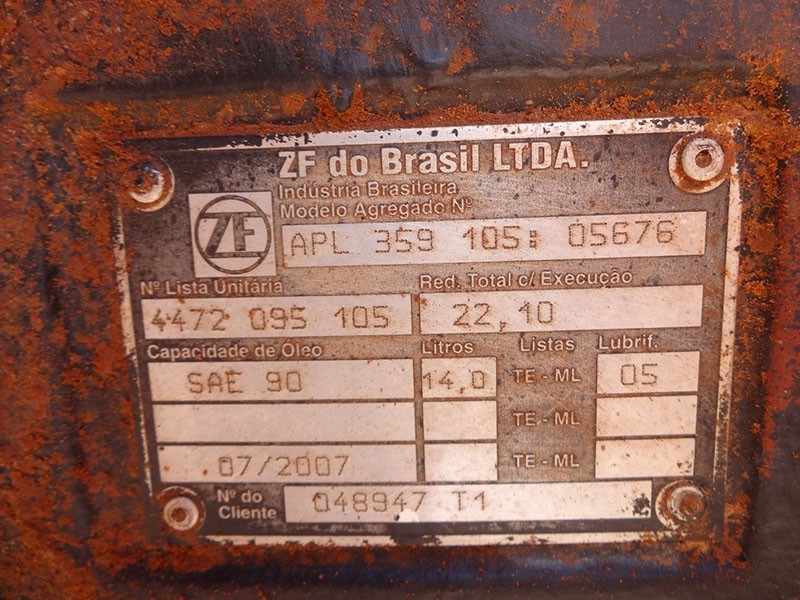 ZF do Brasil LTDA.
Indústria Brasileira
Modelo Agregado Nº
ZF
APL 359 105: 05676
Nº Lista Unitária
Red. Total c/ Execução
4472 095 105
22,10
Capacidade de Óleo
Litros
Listas
Lubrif.
SAE 90
14,0
TE - ML
05
TE - ML
07/2007
TE - ML
Nº do
Cliente
048947 T1